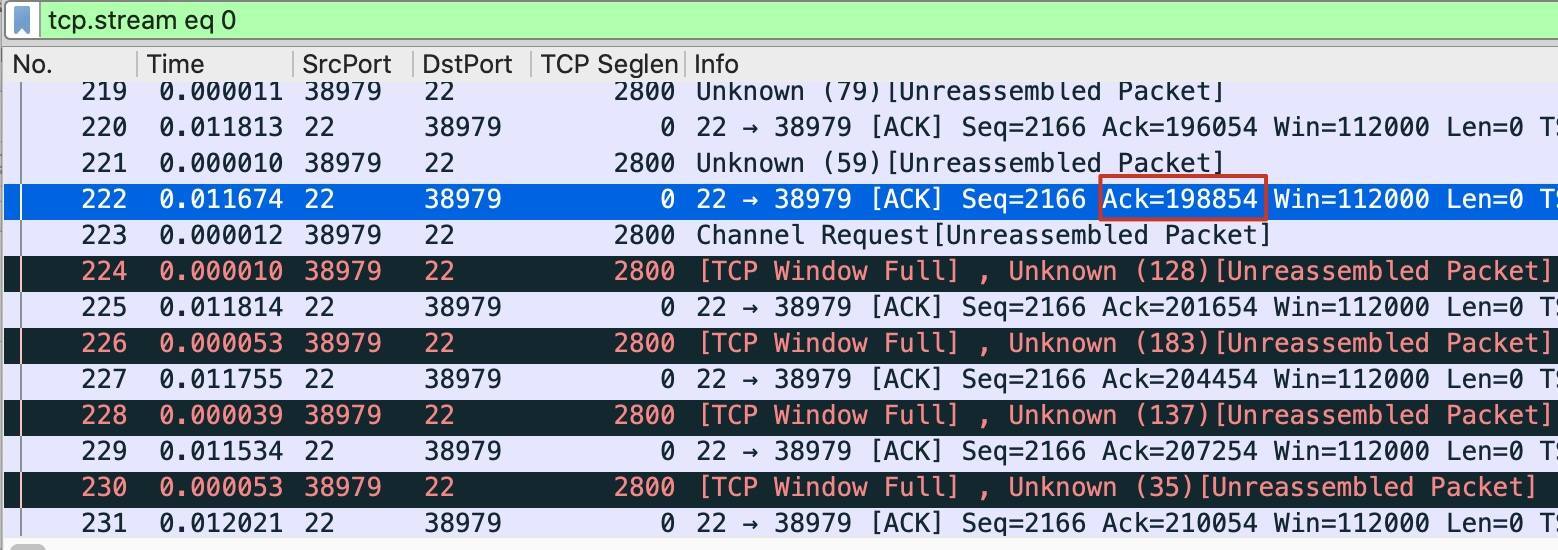 tcp.stream eq 0
No. Time SrcPort DstPort TCP Seglen Info
219 0.000011 38979 22 2800 Unknown (79)[Unreassembled Packet]
220 0.011813 22 38979 0 22 → 38979 [ACK] Seq=2166 Ack=196054 Win=112000 Len=0 TS
221 0.000010 38979 22 2800 Unknown (59)[Unreassembled Packet]
222 0.011674 22 38979 0 22 → 38979 [ACK] Seq=2166 Ack=198854 Win=112000 Len=0 TS
223 0.000012 38979 22 2800 Channel Request[Unreassembled Packet]
224 0.000010 38979 22 2800 [TCP Window Full] , Unknown (128)[Unreassembled Packet]
225 0.011814 22 38979 0 22 → 38979 [ACK] Seq=2166 Ack=201654 Win=112000 Len=0 TS
226 0.000053 38979 22 2800 [TCP Window Full] , Unknown (183)[Unreassembled Packet]
227 0.011755 22 38979 0 22 → 38979 [ACK] Seq=2166 Ack=204454 Win=112000 Len=0 TS
228 0.000039 38979 22 2800 [TCP Window Full] , Unknown (137)[Unreassembled Packet]
229 0.011534 22 38979 0 22 → 38979 [ACK] Seq=2166 Ack=207254 Win=112000 Len=0 TS
230 0.000053 38979 22 2800 [TCP Window Full] , Unknown (35)[Unreassembled Packet]
231 0.012021 22 38979 0 22 → 38979 [ACK] Seq=2166 Ack=210054 Win=112000 Len=0 TS